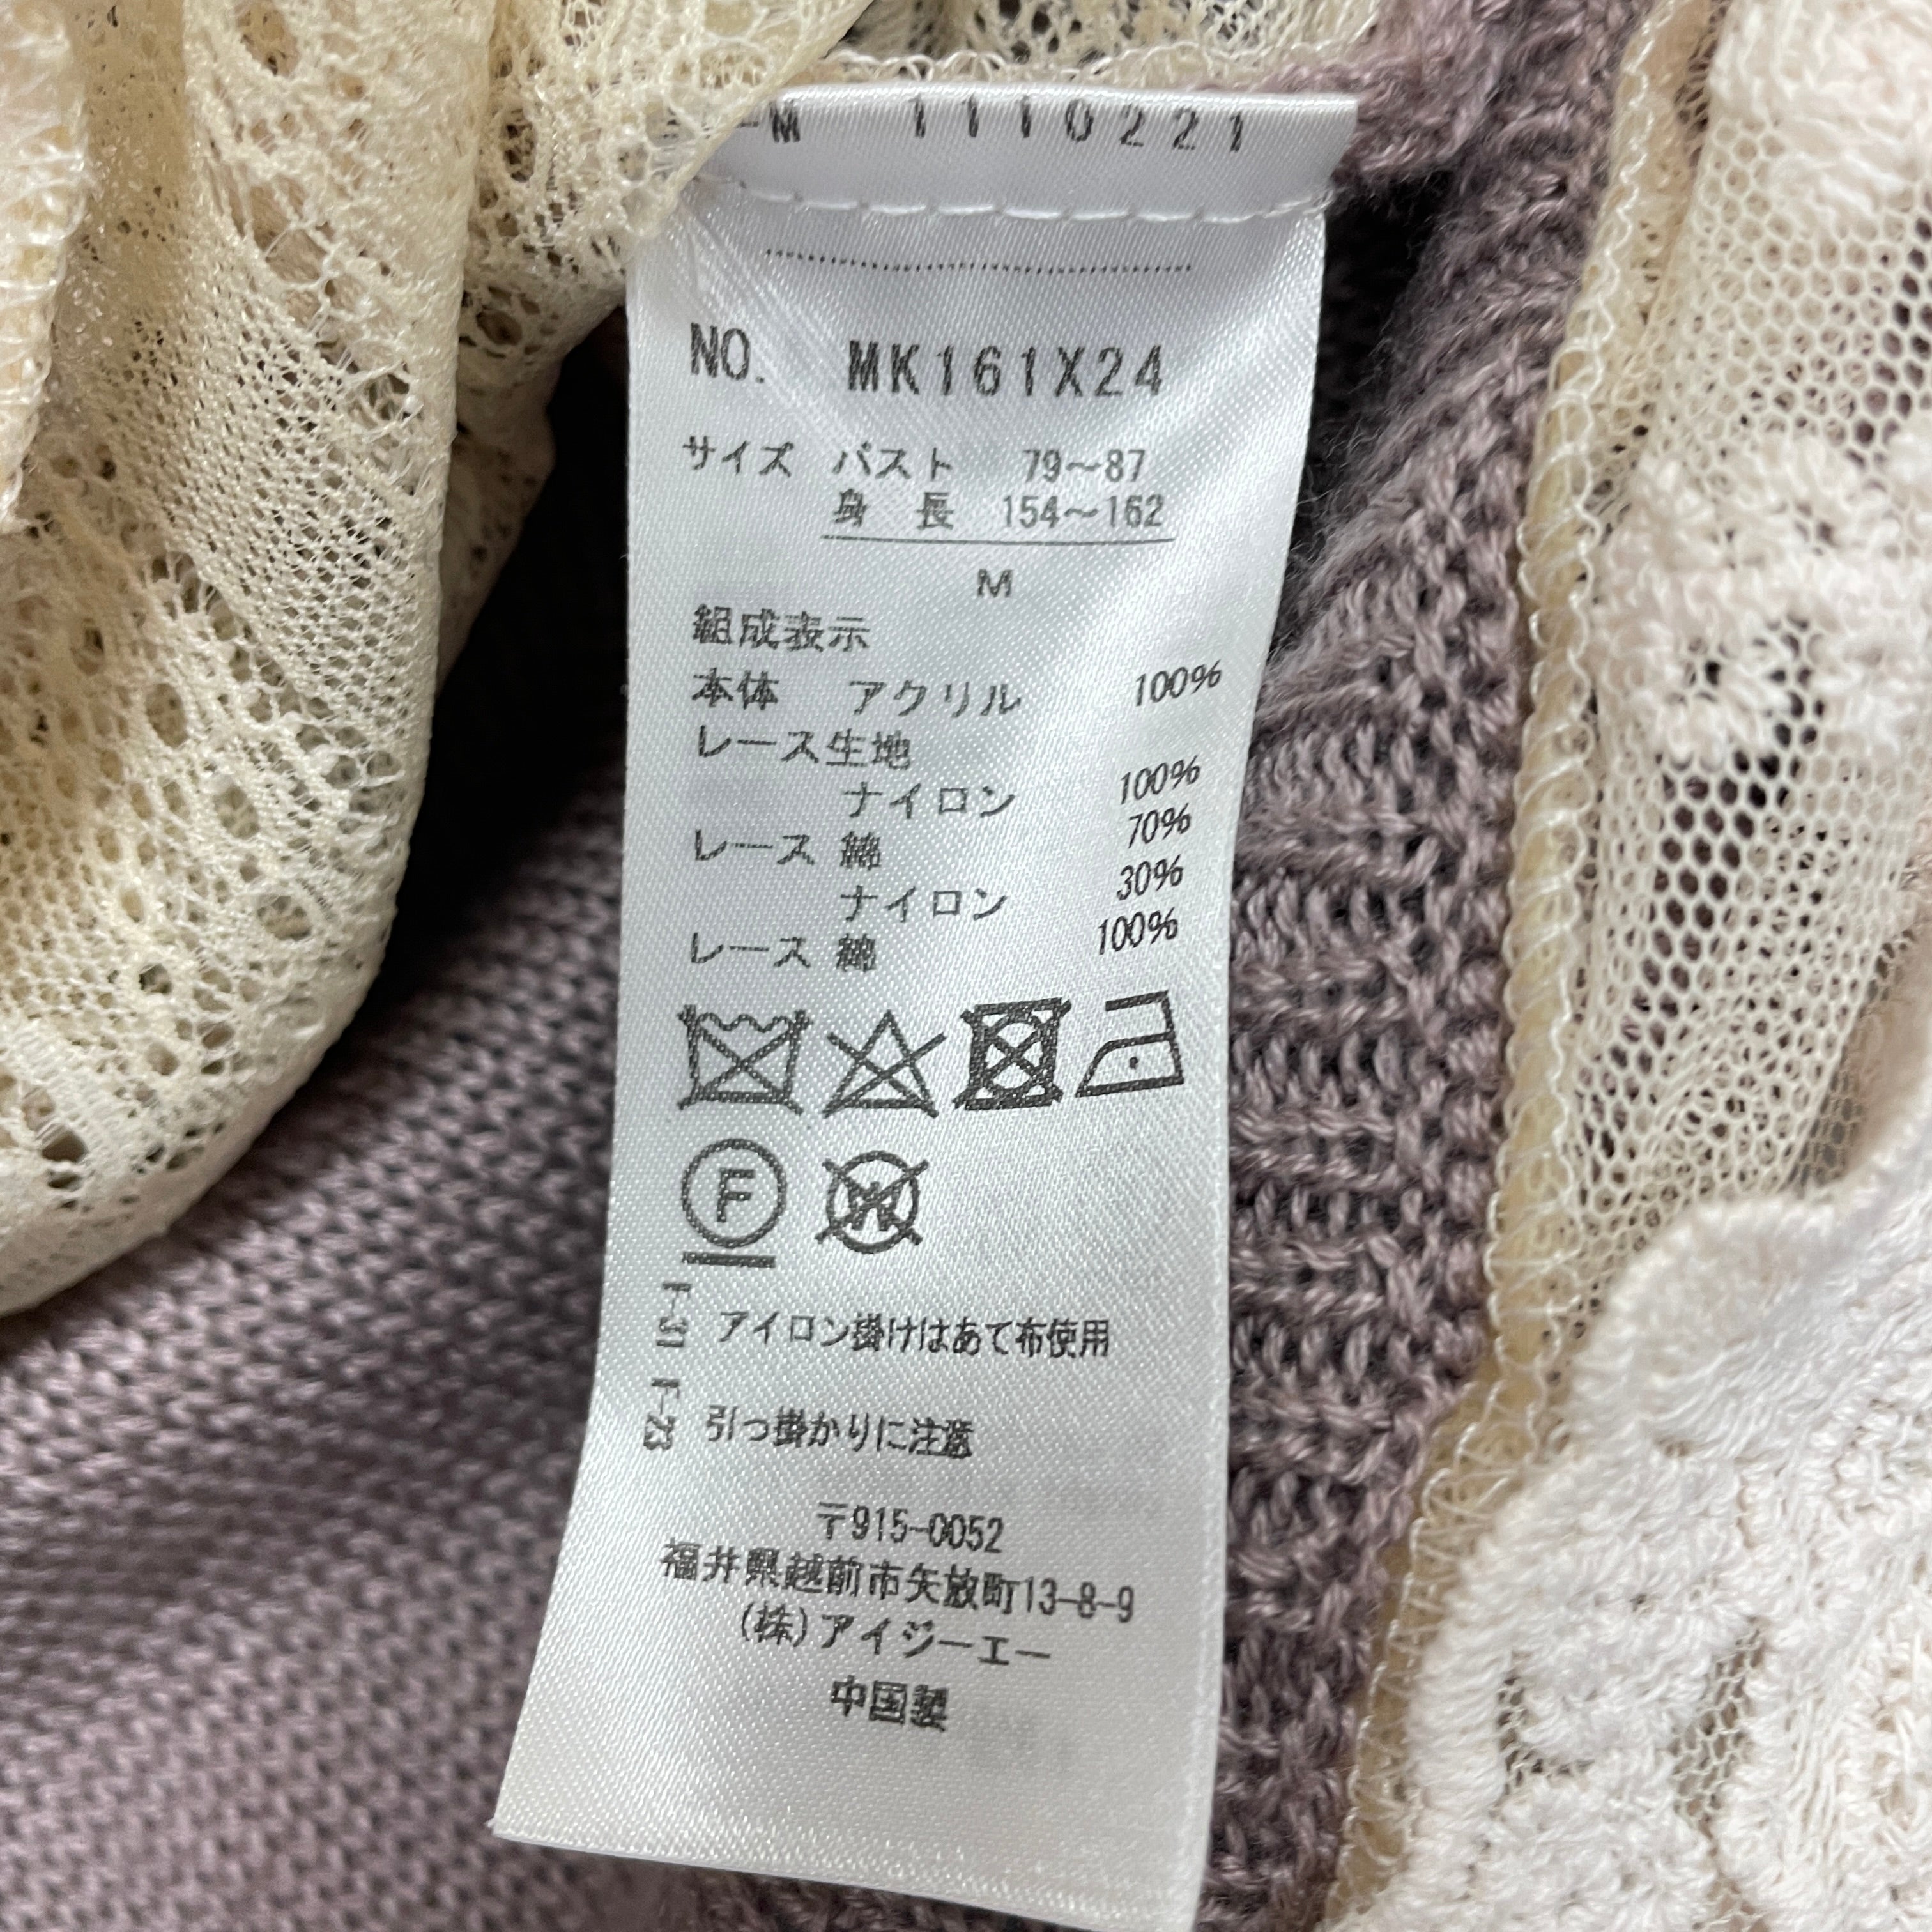 -M 1110221
NO. MK161X24
サイズ バスト 79～87
身 長 154～162
M
組成表示
本体 アクリル 100%
レース生地
ナイロン 100%
レース 綿 70%
ナイロン 30%
レース 綿 100%
F
W
F-31 アイロン掛けはあて布使用
F-23 引っ掛かりに注意
〒915-0052
福井県越前市矢放町13-8-9
(株)アイジーエー
中国製